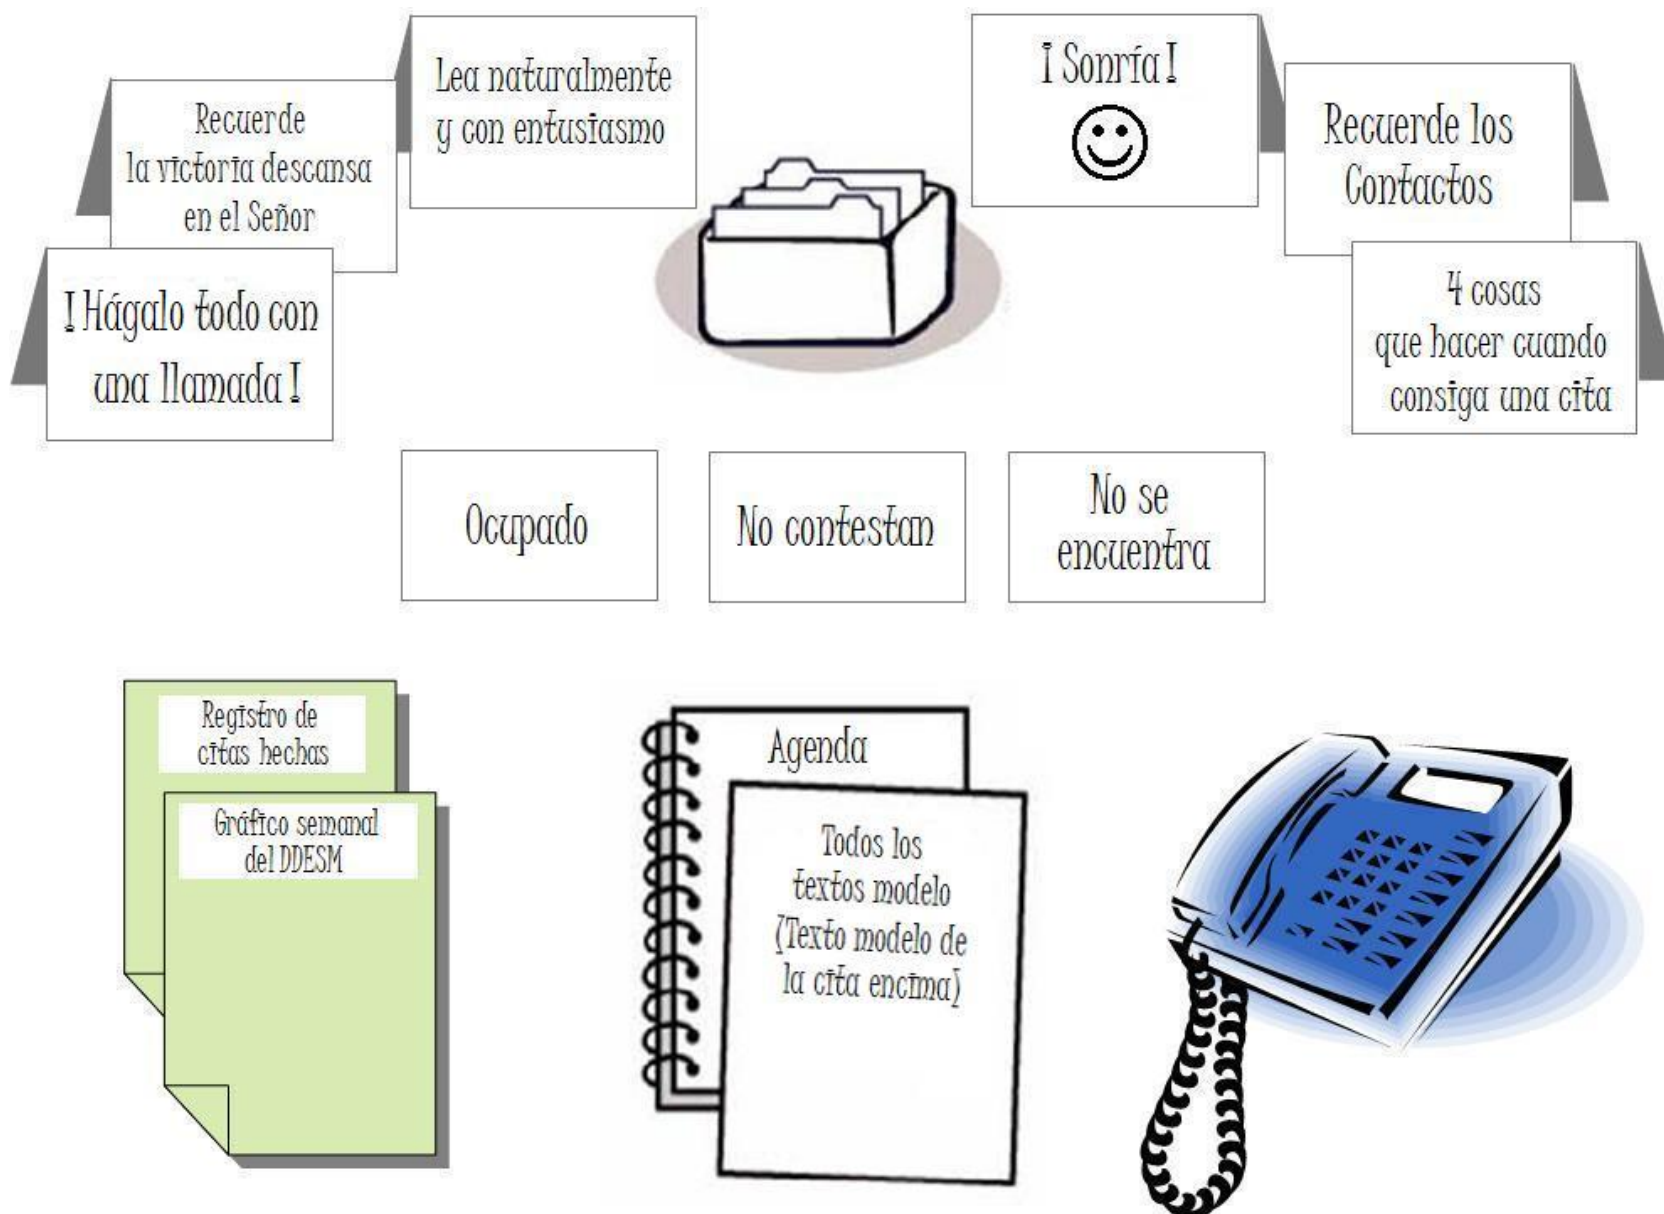 Lea naturalmente
y con entusiasmo
¡ Sonría !
Recuerde
la victoria descansa
en el Señor
Recuerde los
Contactos
! Hágalo todo con
una llamada !
4 cosas
que hacer cuando
consiga una cita
Ocupado
No contestan
No se
encuentra
Registro de
citas hechas
Gráfico semanal
del DDESM
Agenda
Todos los
textos modelo
(Texto modelo de
la cita encima)